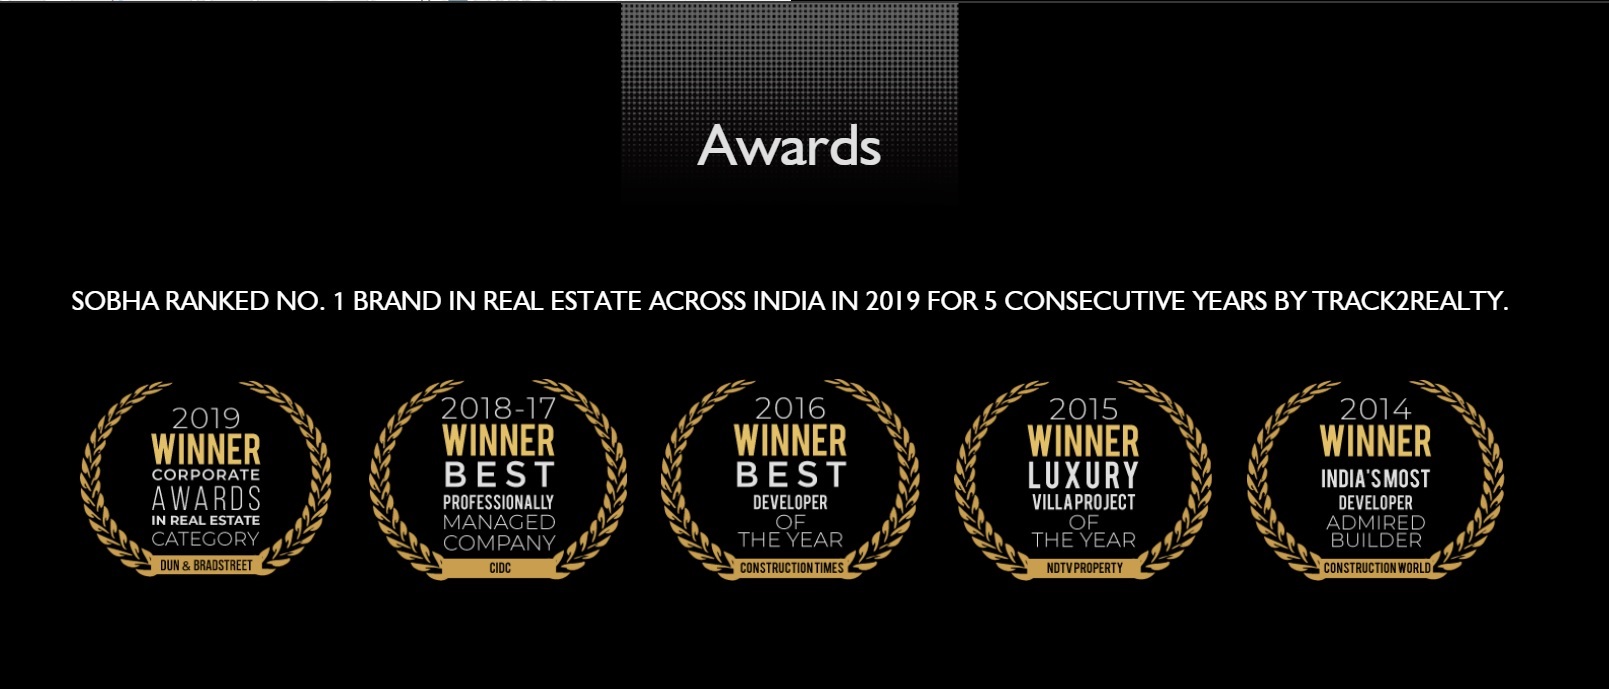 Awards
SOBHA RANKED NO. 1 BRAND IN REAL ESTATE ACROSS INDIA IN 2019 FOR 5 CONSECUTIVE YEARS BY TRACK2REALTY.
2019
WINNER
CORPORATE
AWARDS
IN REAL ESTATE
CATEGORY
DUN & BRADSTREET
2018-17
WINNER
BEST
PROFESSIONALLY
MANAGED
COMPANY
CIDC
2016
WINNER
BEST
DEVELOPER
OF
THE YEAR
CONSTRUCTION TIMES
2015
WINNER
LUXURY
VILLA PROJECT
OF
THE YEAR
NDTV PROPERTY
2014
WINNER
INDIA'S MOST
DEVELOPER
ADMIRED
BUILDER
CONSTRUCTION WORLD